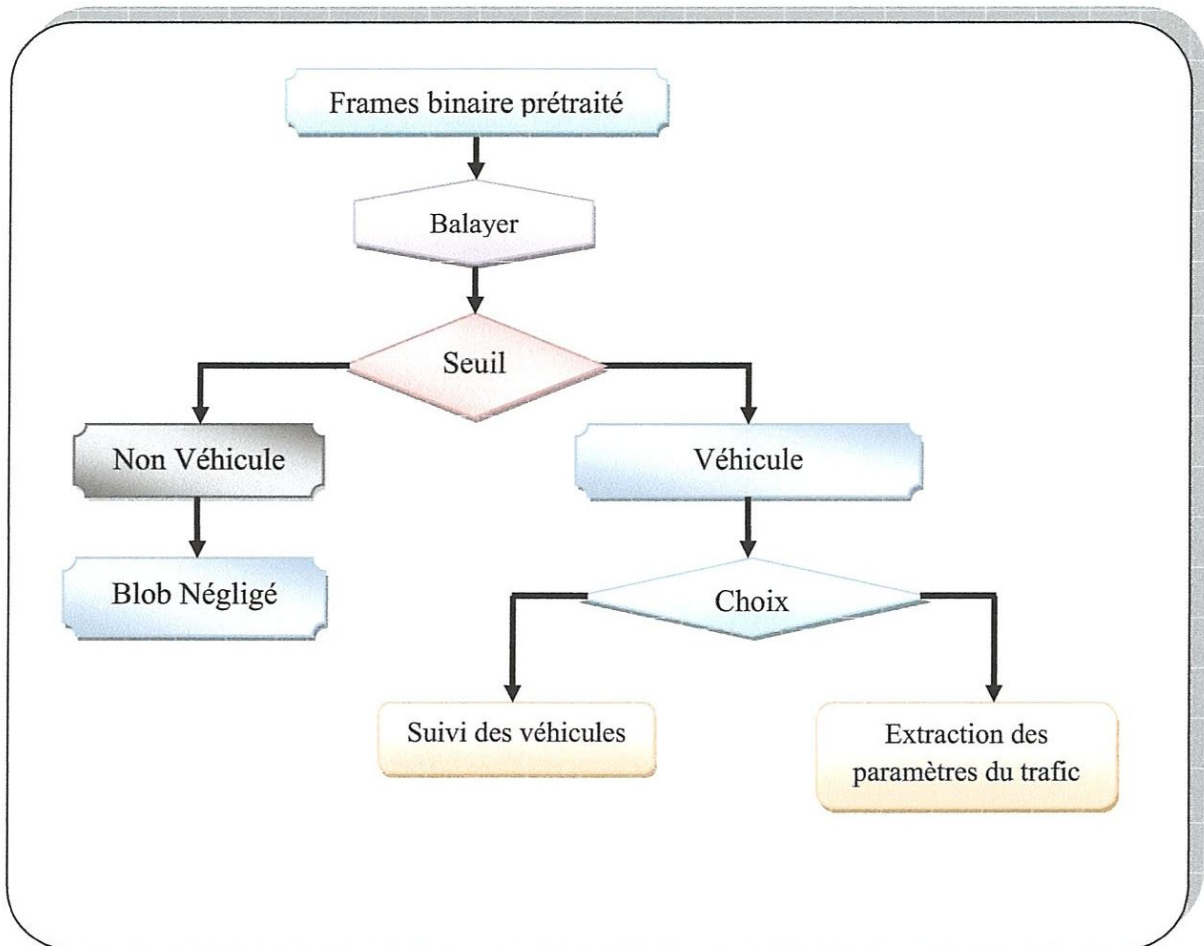 Frames binaire prétraité
Balayer
Seuil
Non Véhicule
Véhicule
Blob Négligé
Choix
Suivi des véhicules
Extraction des
paramètres du trafic